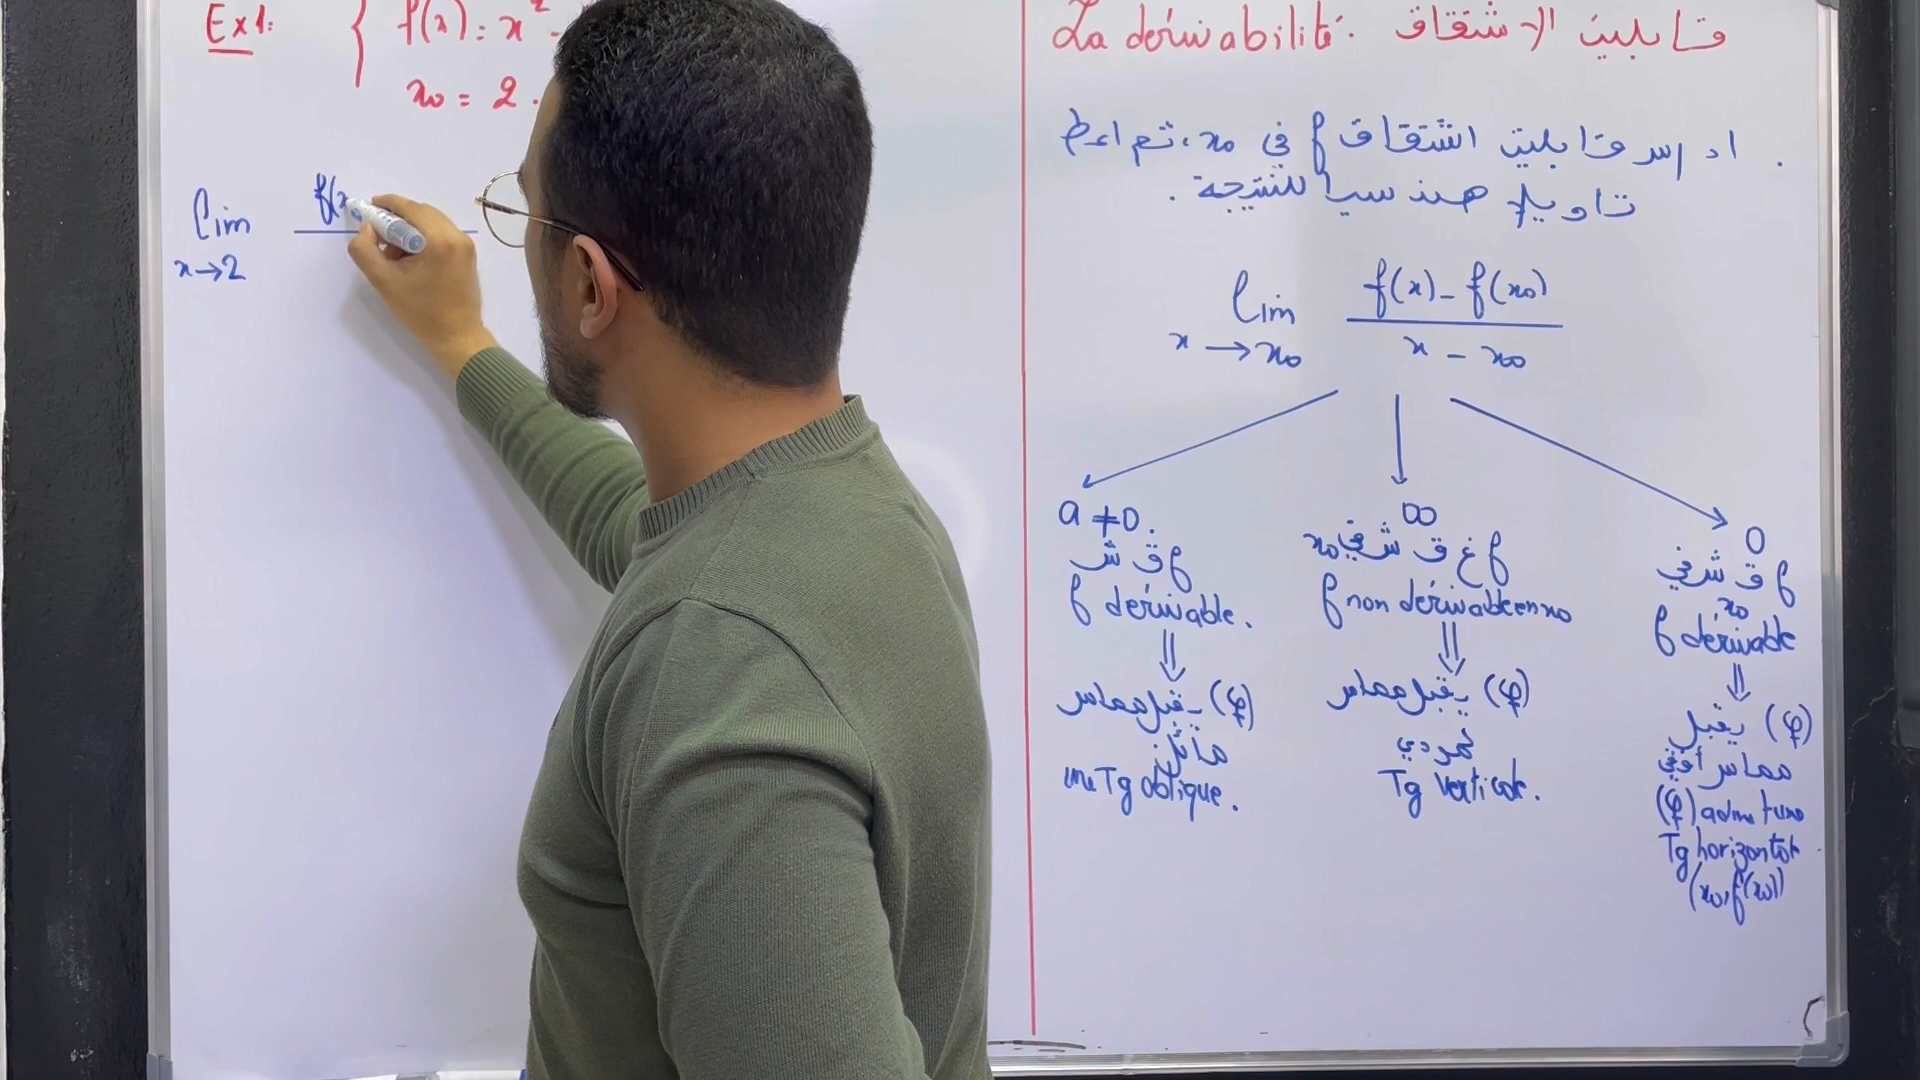 Ex1:
f(x) = x² -
x₀ = 2.
lim f(x
x→2
La dérivabilité: قابلية الاشتقاق
. ادرس قابلية اشتقاق f في x₀، ثم اعط
تاويلا هندسيا للنتيجة .
lim f(x) - f(x₀)
x → x₀ x - x₀
a ≠ 0.
f ق ش
f dérivable.
⇓
(φ) يقبل مماس
مائل
une Tg oblique.
∞
f غ ق ش في x₀
f non dérivable en x₀
⇓
(φ) يقبل مماس
عمودي
Tg verticale.
0
f ق ش في
x₀
f dérivable
⇓
(φ) يقبل
مماس أفقي
(φ) admet une
Tg horizontale
(x₀, f(x₀))